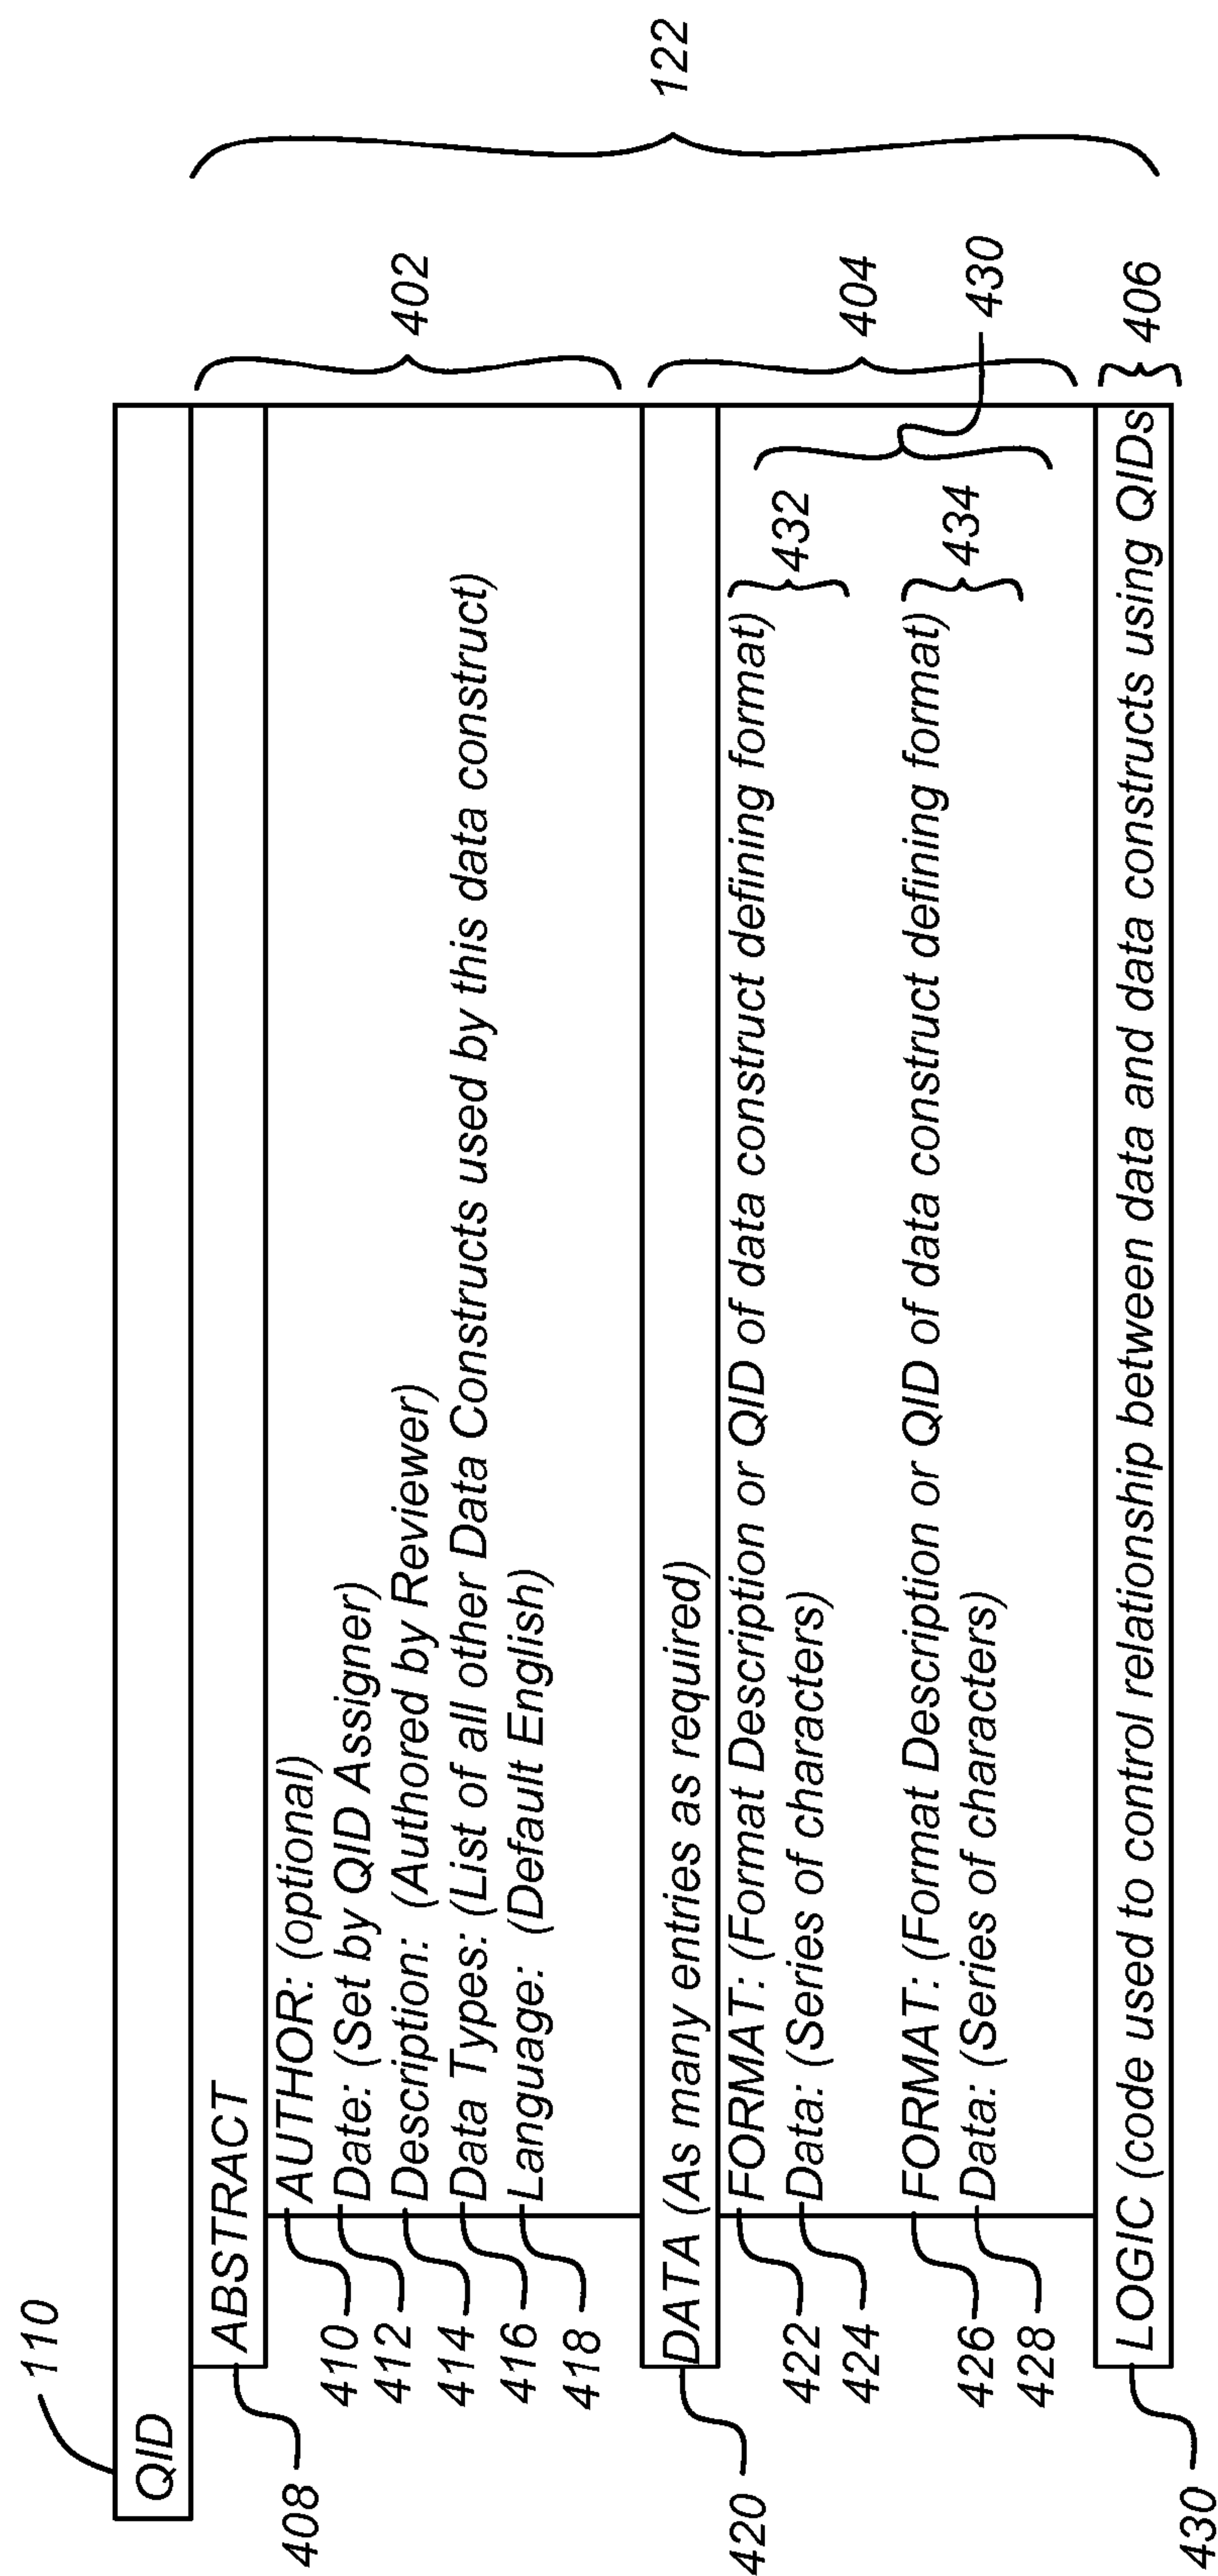 110
QID
408
ABSTRACT
410
AUTHOR: (optional)
412
Date: (Set by QID Assigner)
414
Description: (Authored by Reviewer)
416
Data Types: (List of all other Data Constructs used by this data construct)
418
Language: (Default English)
402
122
420
DATA (As many entries as required)
422
FORMAT: (Format Description or QID of data construct defining format)
424
Data: (Series of characters)
432
404
426
FORMAT: (Format Description or QID of data construct defining format)
428
Data: (Series of characters)
434
430
430
LOGIC (code used to control relationship between data and data constructs using QIDs
406